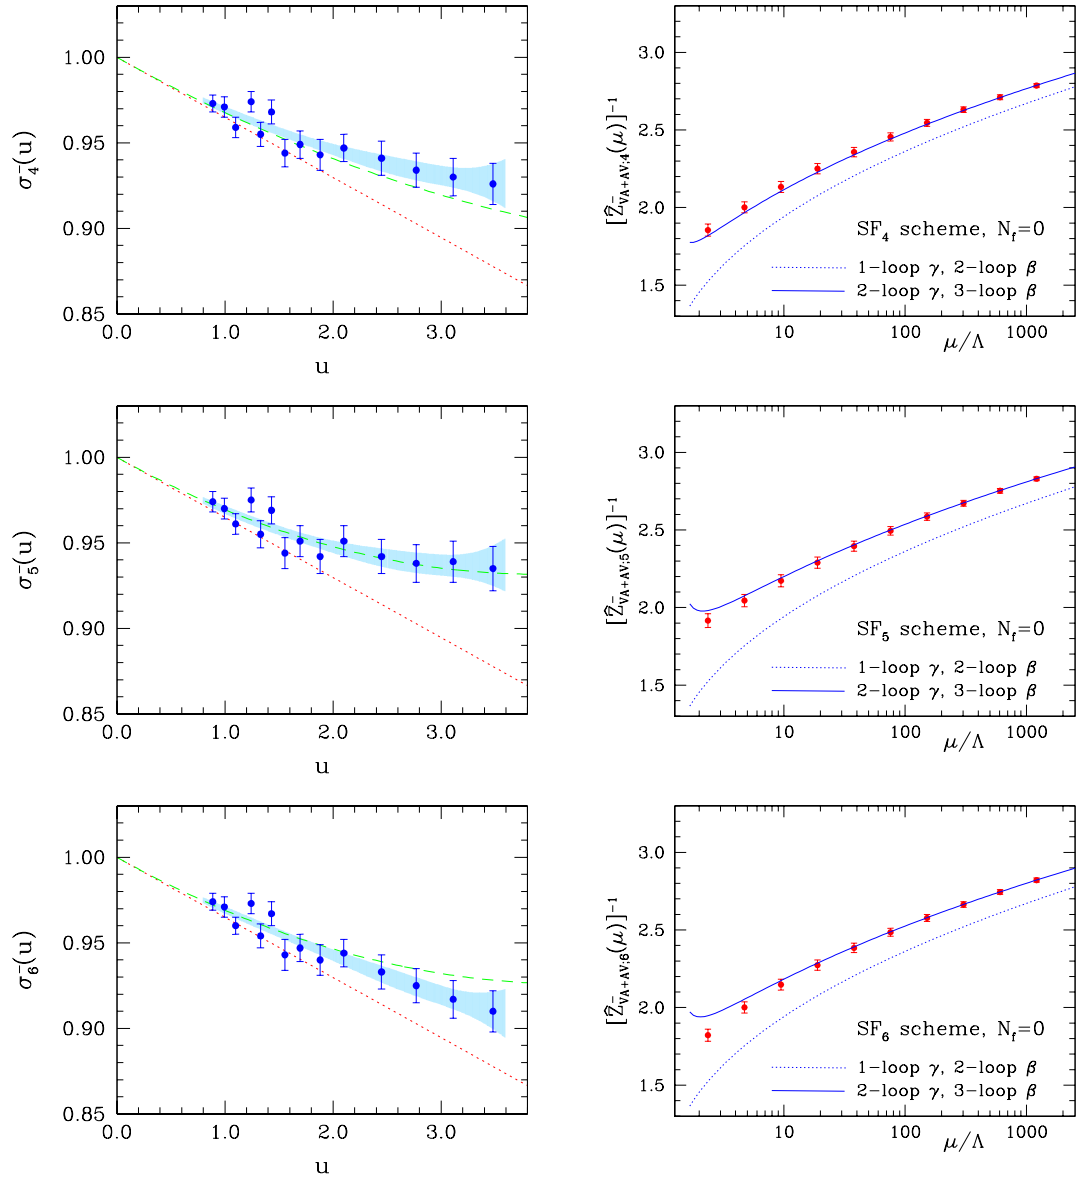 1.00
0.95
0.90
0.85
0.0 1.0 2.0 3.0
u
σ₄⁻(u)
3.0
2.5
2.0
1.5
10 100 1000
μ/Λ
[Ẑ⁻VA+AV;4(μ)]⁻¹
SF₄ scheme, Nf=0
1−loop γ, 2−loop β
2−loop γ, 3−loop β
1.00
0.95
0.90
0.85
0.0 1.0 2.0 3.0
u
σ₅⁻(u)
3.0
2.5
2.0
1.5
10 100 1000
μ/Λ
[Ẑ⁻VA+AV;5(μ)]⁻¹
SF₅ scheme, Nf=0
1−loop γ, 2−loop β
2−loop γ, 3−loop β
1.00
0.95
0.90
0.85
0.0 1.0 2.0 3.0
u
σ₆⁻(u)
3.0
2.5
2.0
1.5
10 100 1000
μ/Λ
[Ẑ⁻VA+AV;6(μ)]⁻¹
SF₆ scheme, Nf=0
1−loop γ, 2−loop β
2−loop γ, 3−loop β